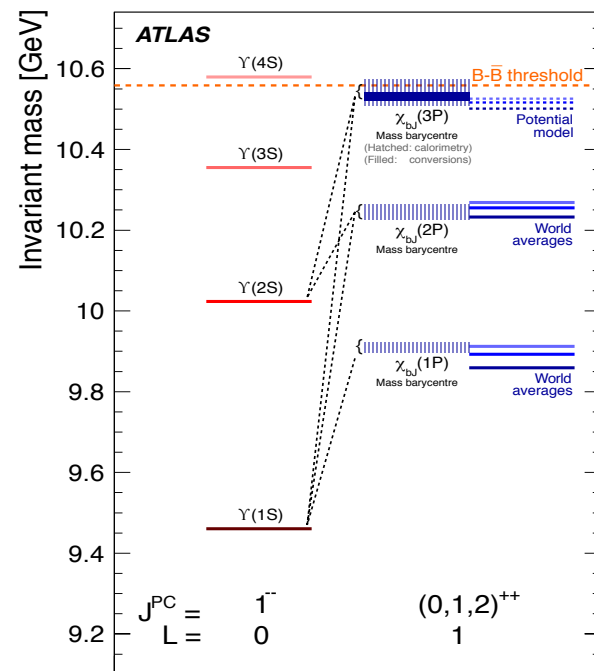 ATLAS
Invariant mass [GeV]
10.6
10.4
10.2
10
9.8
9.6
9.4
9.2
ϒ(4S)
B-B̅ threshold
{
χbJ(3P)
Mass barycentre
(Hatched: calorimetry)
(Filled: conversions)
Potential
model
ϒ(3S)
{
χbJ(2P)
Mass barycentre
World
averages
ϒ(2S)
{
χbJ(1P)
Mass barycentre
World
averages
ϒ(1S)
J^PC = 1^-- (0,1,2)^++
L = 0 1